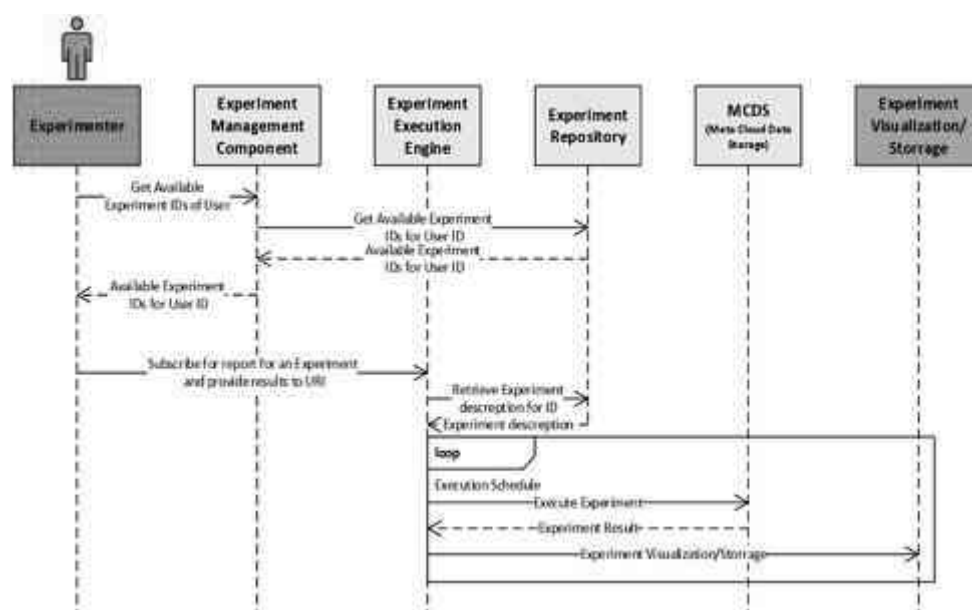 Experimenter
Experiment
Management
Component
Experiment
Execution
Engine
Experiment
Repository
MCDS
(Meta Cloud Data
Storage)
Experiment
Visualization/
Storrage
Get Available
Experiment IDs of User
Get Available Experiment
IDs for User ID
Available Experiment
IDs for User ID
Available Experiment
IDs for User ID
Subscribe for report for an Experiment
and provide results to URI
Retrieve Experiment
descreption for ID
Experiment descreption
loop
Execution Schedule
Execute Experiment
Experiment Result
Experiment Visualization/Storrage